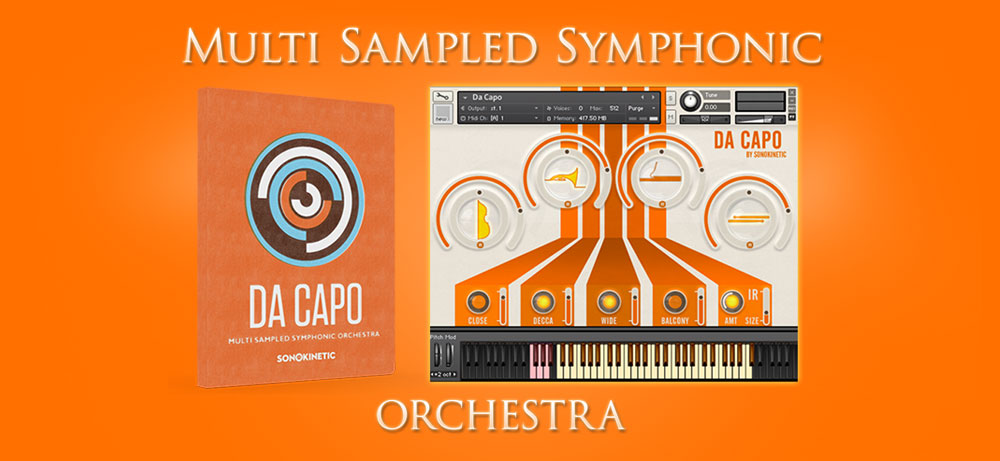 MULTI SAMPLED SYMPHONIC
DA CAPO
MULTI SAMPLED SYMPHONIC ORCHESTRA
SONOKINETIC
Da Capo
Output: st. 1 Voices: 0 Max: 512 Purge
Midi Ch: [A] 1 Memory: 417.50 MB
S
M
Tune
0.00
DA CAPO
BY SONOKINETIC
CLOSE DECCA WIDE BALCONY AMT SIZE
IR
Pitch Mod
+2 oct
ORCHESTRA